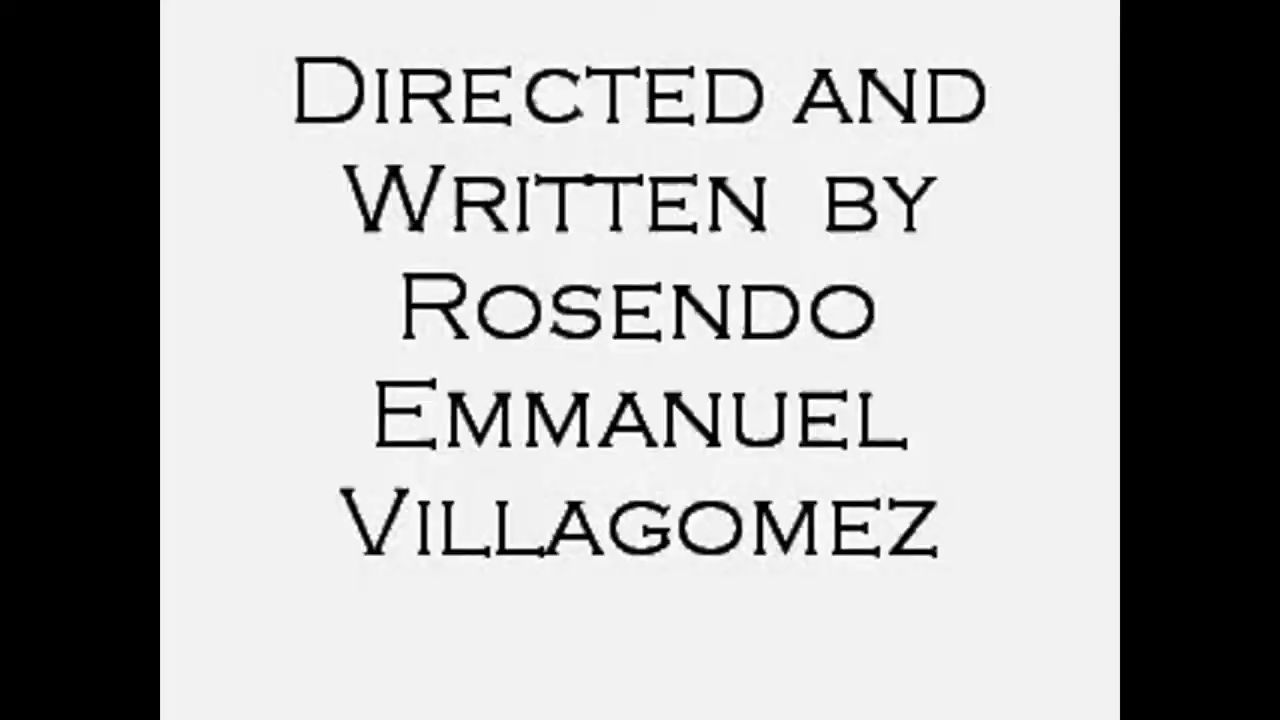 Directed and
Written by
Rosendo
Emmanuel
Villagomez